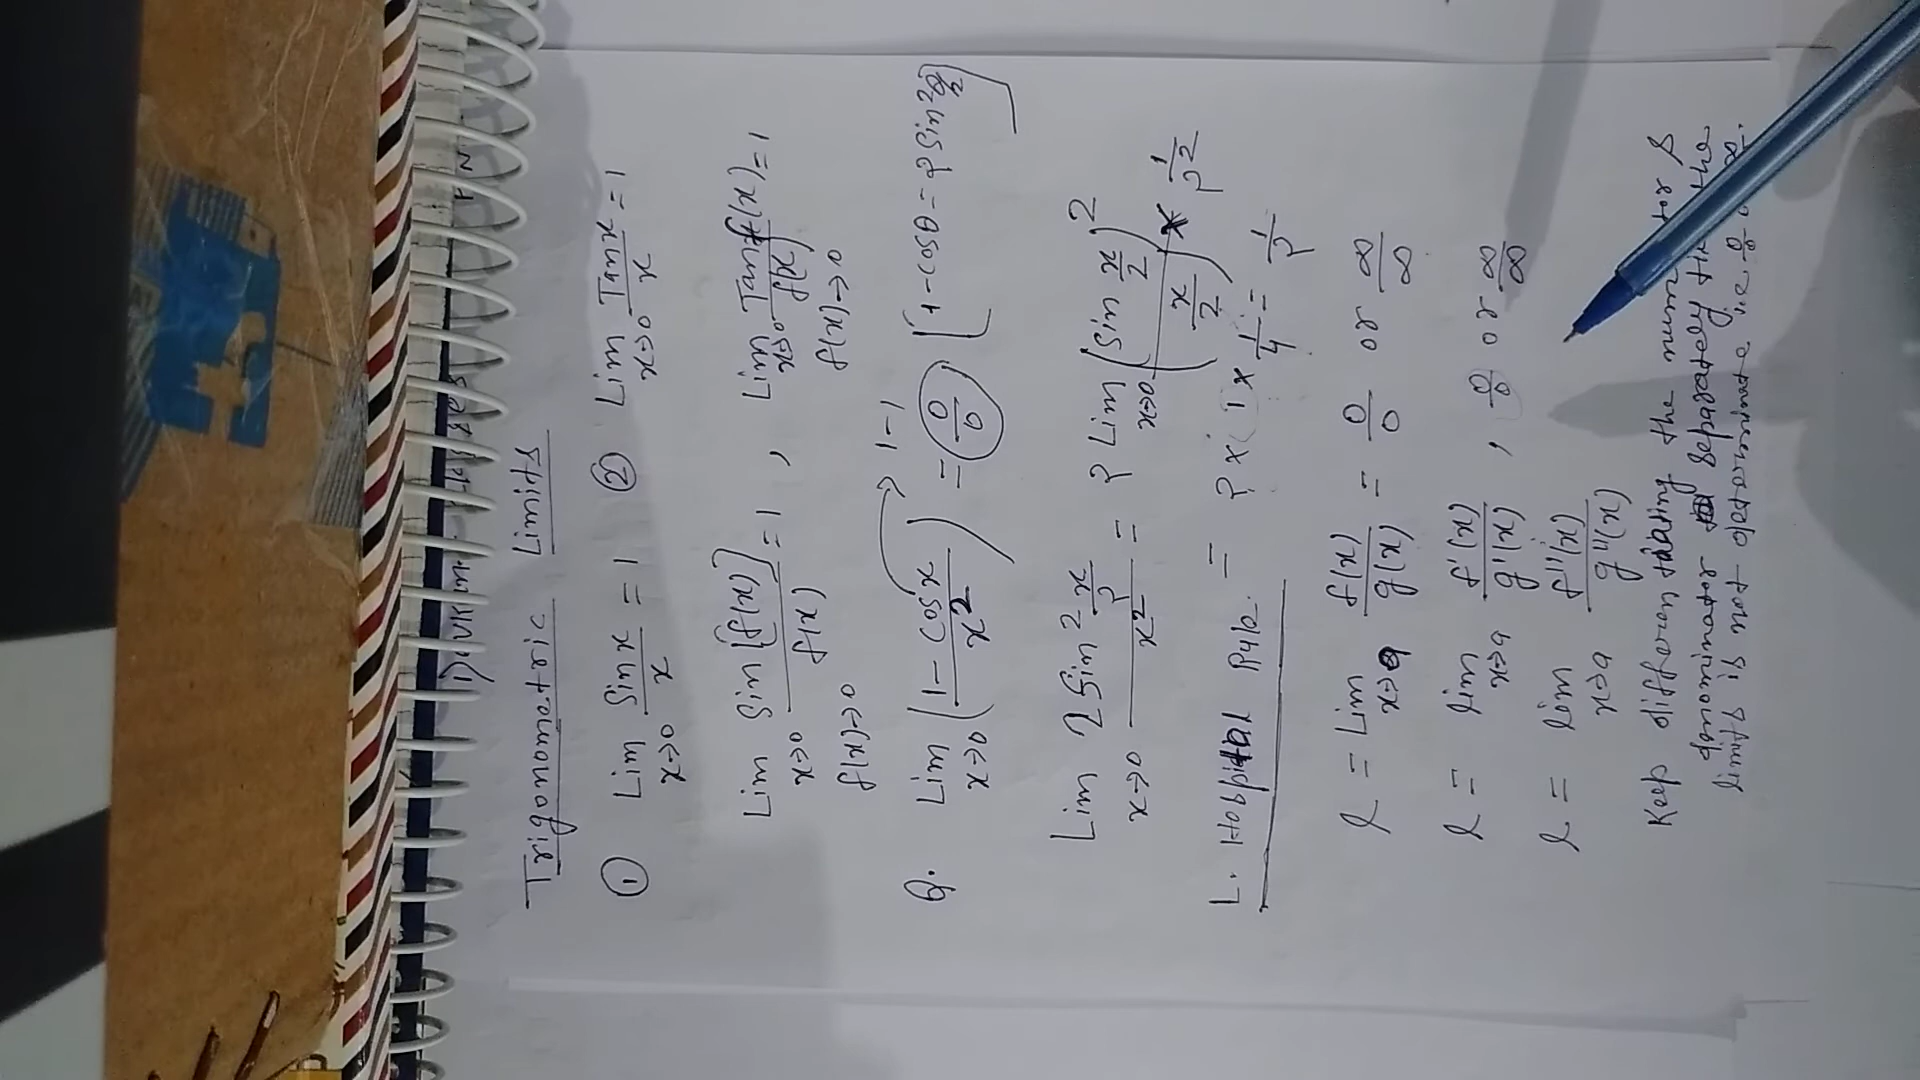 Trigonometric Limits
① Lim x→0 Sin x / x = 1 ② Lim x→0 Tan x / x = 1
Lim x→0 Sin{f(x)} / f(x) = 1 , Lim x→0 Tan f(x) / f(x) = 1
f(x)→0 f(x)→0
1-1
Q. Lim x→0 (1 - cos x / x²) = (0/0) [1 - cosθ = 2 sin² θ/2]
Lim x→0 2 Sin² x/2 / x² = 2 Lim x→0 (Sin x/2 / x/2)² × 1/2²
= 2 × (1) × 1/4 = 1/2
L. Hospital Rule
l = Lim x→a f(x)/g(x) = 0/0 or ∞/∞
l = lim x→a f'(x)/g'(x) , 0/0 or ∞/∞
l = lim x→a f''(x)/g''(x)
Keep differentiating the &
denominator separately the
limits is not determinate i.e 0/0